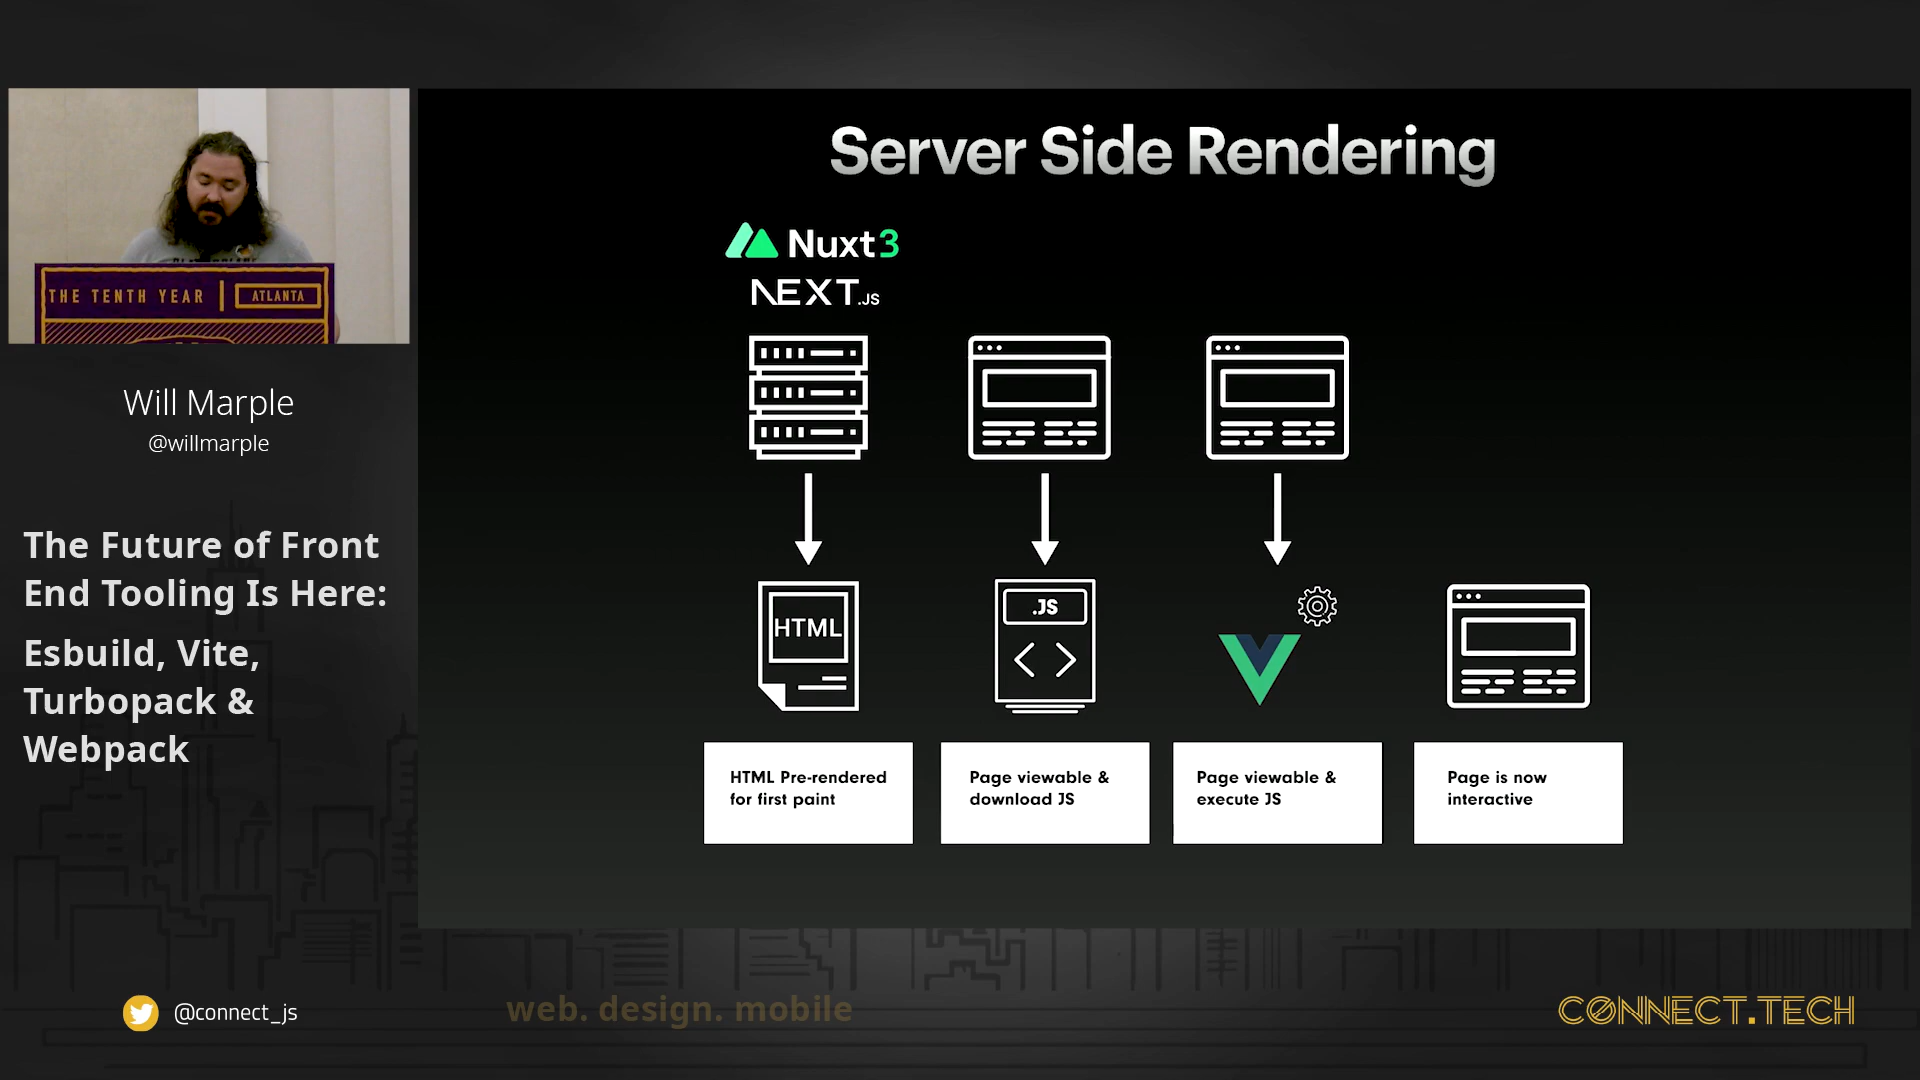 THE TENTH YEAR
ATLANTA
Will Marple
@willmarple
The Future of Front
End Tooling Is Here:
Esbuild, Vite,
Turbopack &
Webpack
Server Side Rendering
Nuxt3
NEXT.JS
HTML
.JS
HTML Pre-rendered
for first paint
Page viewable &
download JS
Page viewable &
execute JS
Page is now
interactive
@connect_js
web. design. mobile
CONNECT.TECH